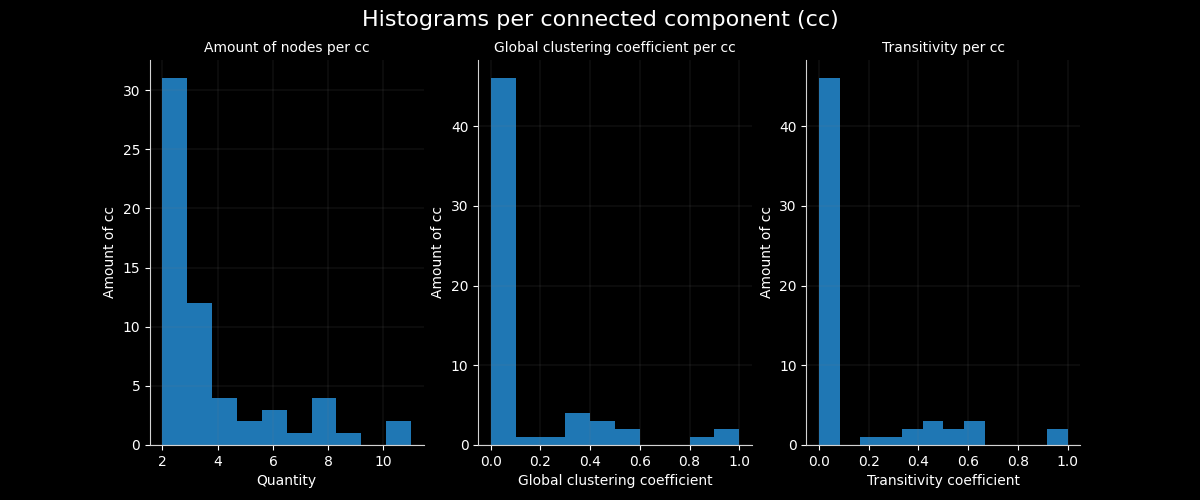 Histograms per connected component (cc)
Amount of nodes per cc
Global clustering coefficient per cc
Transitivity per cc
Amount of cc
30
25
20
15
10
5
0
2 4 6 8 10
Quantity
Amount of cc
40
30
20
10
0
0.0 0.2 0.4 0.6 0.8 1.0
Global clustering coefficient
Amount of cc
40
30
20
10
0
0.0 0.2 0.4 0.6 0.8 1.0
Transitivity coefficient